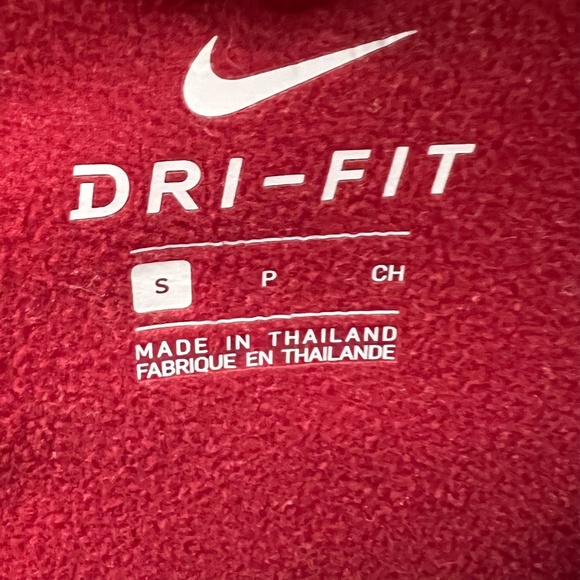 DRI-FIT
S P CH
MADE IN THAILAND
FABRIQUE EN THAILANDE